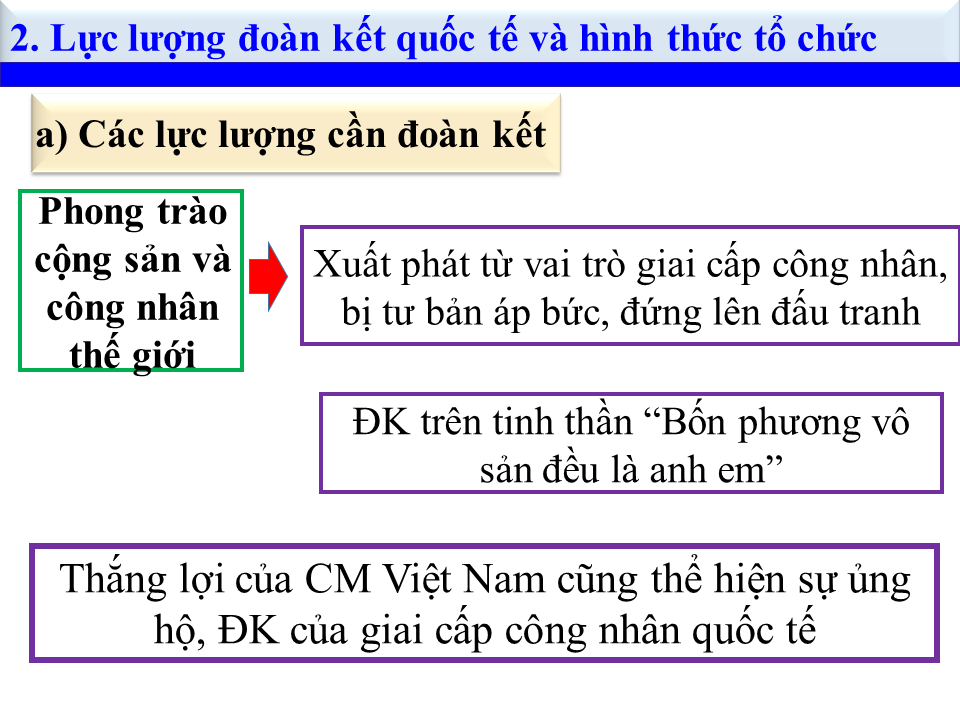 2. Lực lượng đoàn kết quốc tế và hình thức tổ chức
a) Các lực lượng cần đoàn kết
Phong trào
cộng sản và
công nhân
thế giới
Xuất phát từ vai trò giai cấp công nhân,
bị tư bản áp bức, đứng lên đấu tranh
ĐK trên tinh thần “Bốn phương vô
sản đều là anh em”
Thắng lợi của CM Việt Nam cũng thể hiện sự ủng
hộ, ĐK của giai cấp công nhân quốc tế